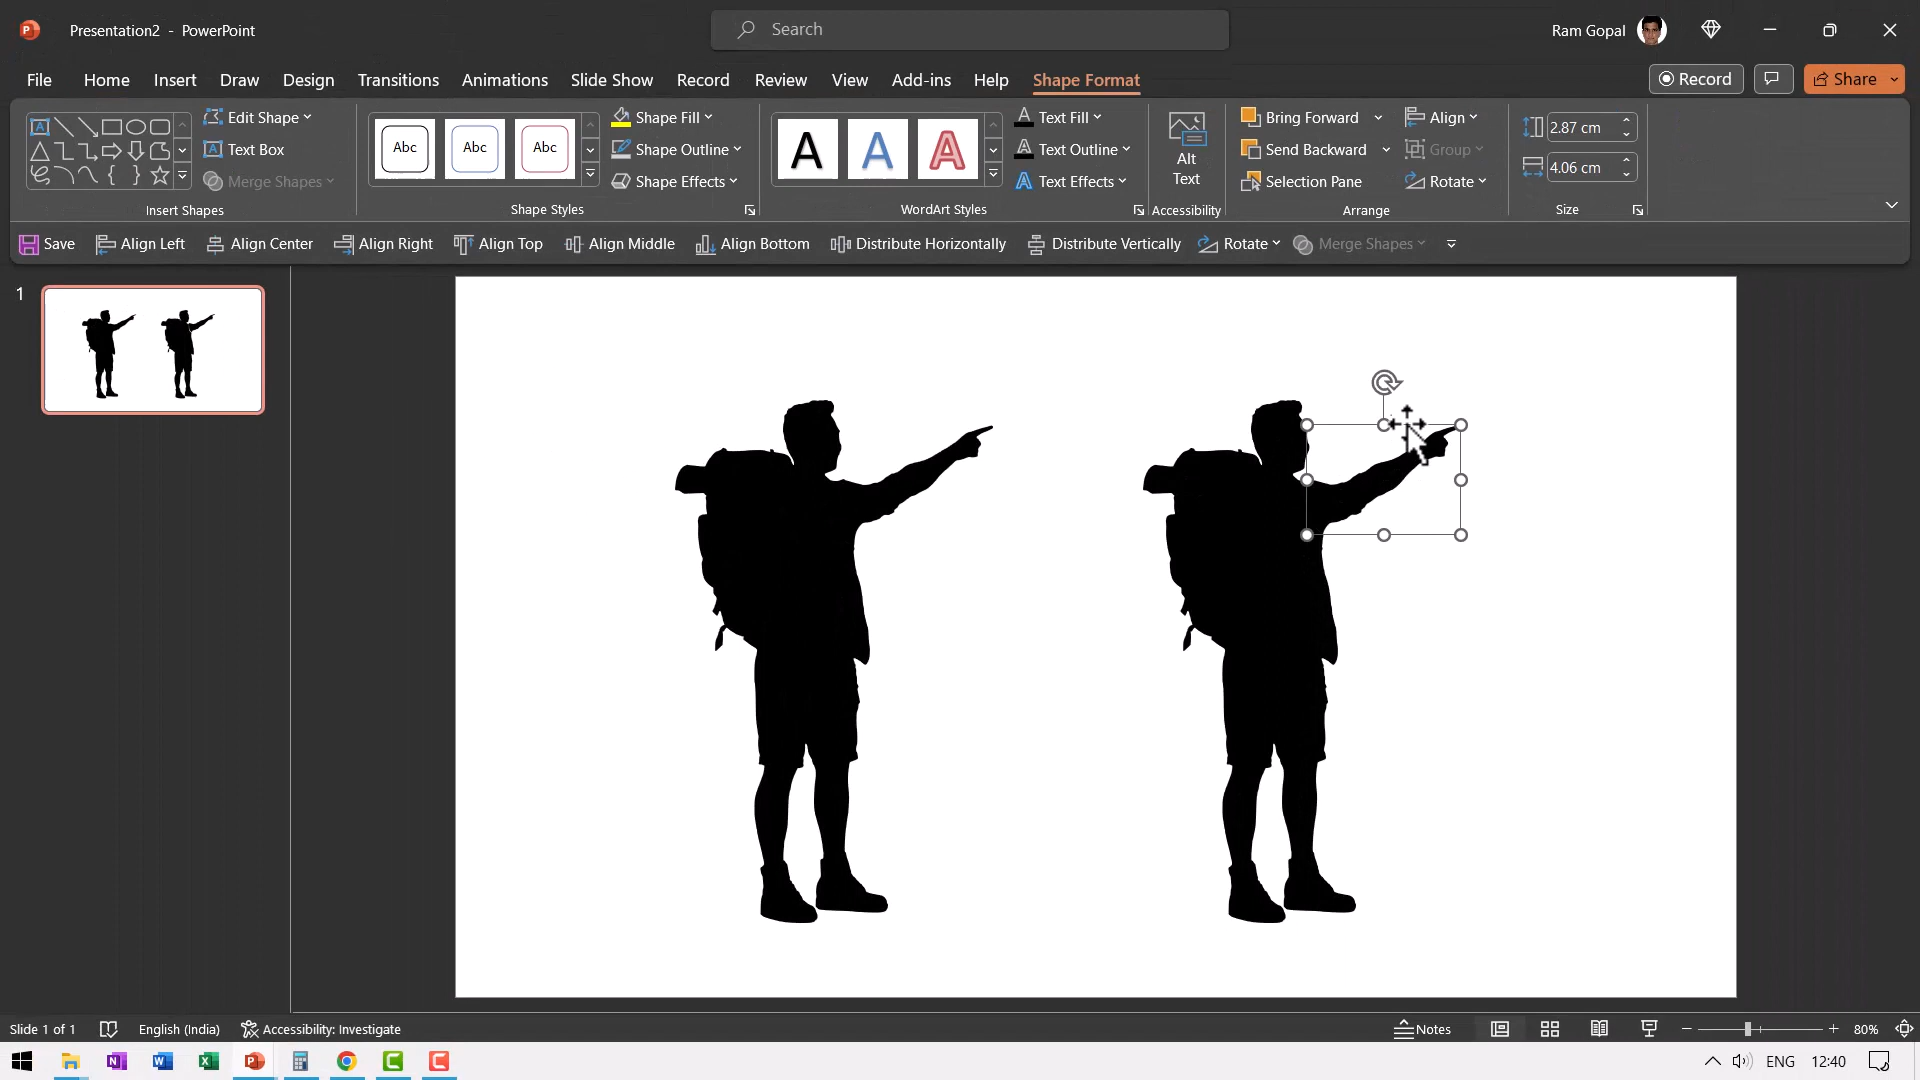 Presentation2 - PowerPoint
Search
Ram Gopal
File Home Insert Draw Design Transitions Animations Slide Show Record Review View Add-ins Help Shape Format
Record
Share
Edit Shape
Text Box
Merge Shapes
Insert Shapes
Abc Abc Abc
Shape Fill
Shape Outline
Shape Effects
Shape Styles
A A A
Text Fill
Text Outline
Text Effects
WordArt Styles
Alt
Text
Accessibility
Bring Forward
Send Backward
Selection Pane
Align
Group
Rotate
Arrange
2.87 cm
4.06 cm
Size
Save Align Left Align Center Align Right Align Top Align Middle Align Bottom Distribute Horizontally Distribute Vertically Rotate Merge Shapes
1
Slide 1 of 1 English (India) Accessibility: Investigate Notes 80%
ENG 12:40